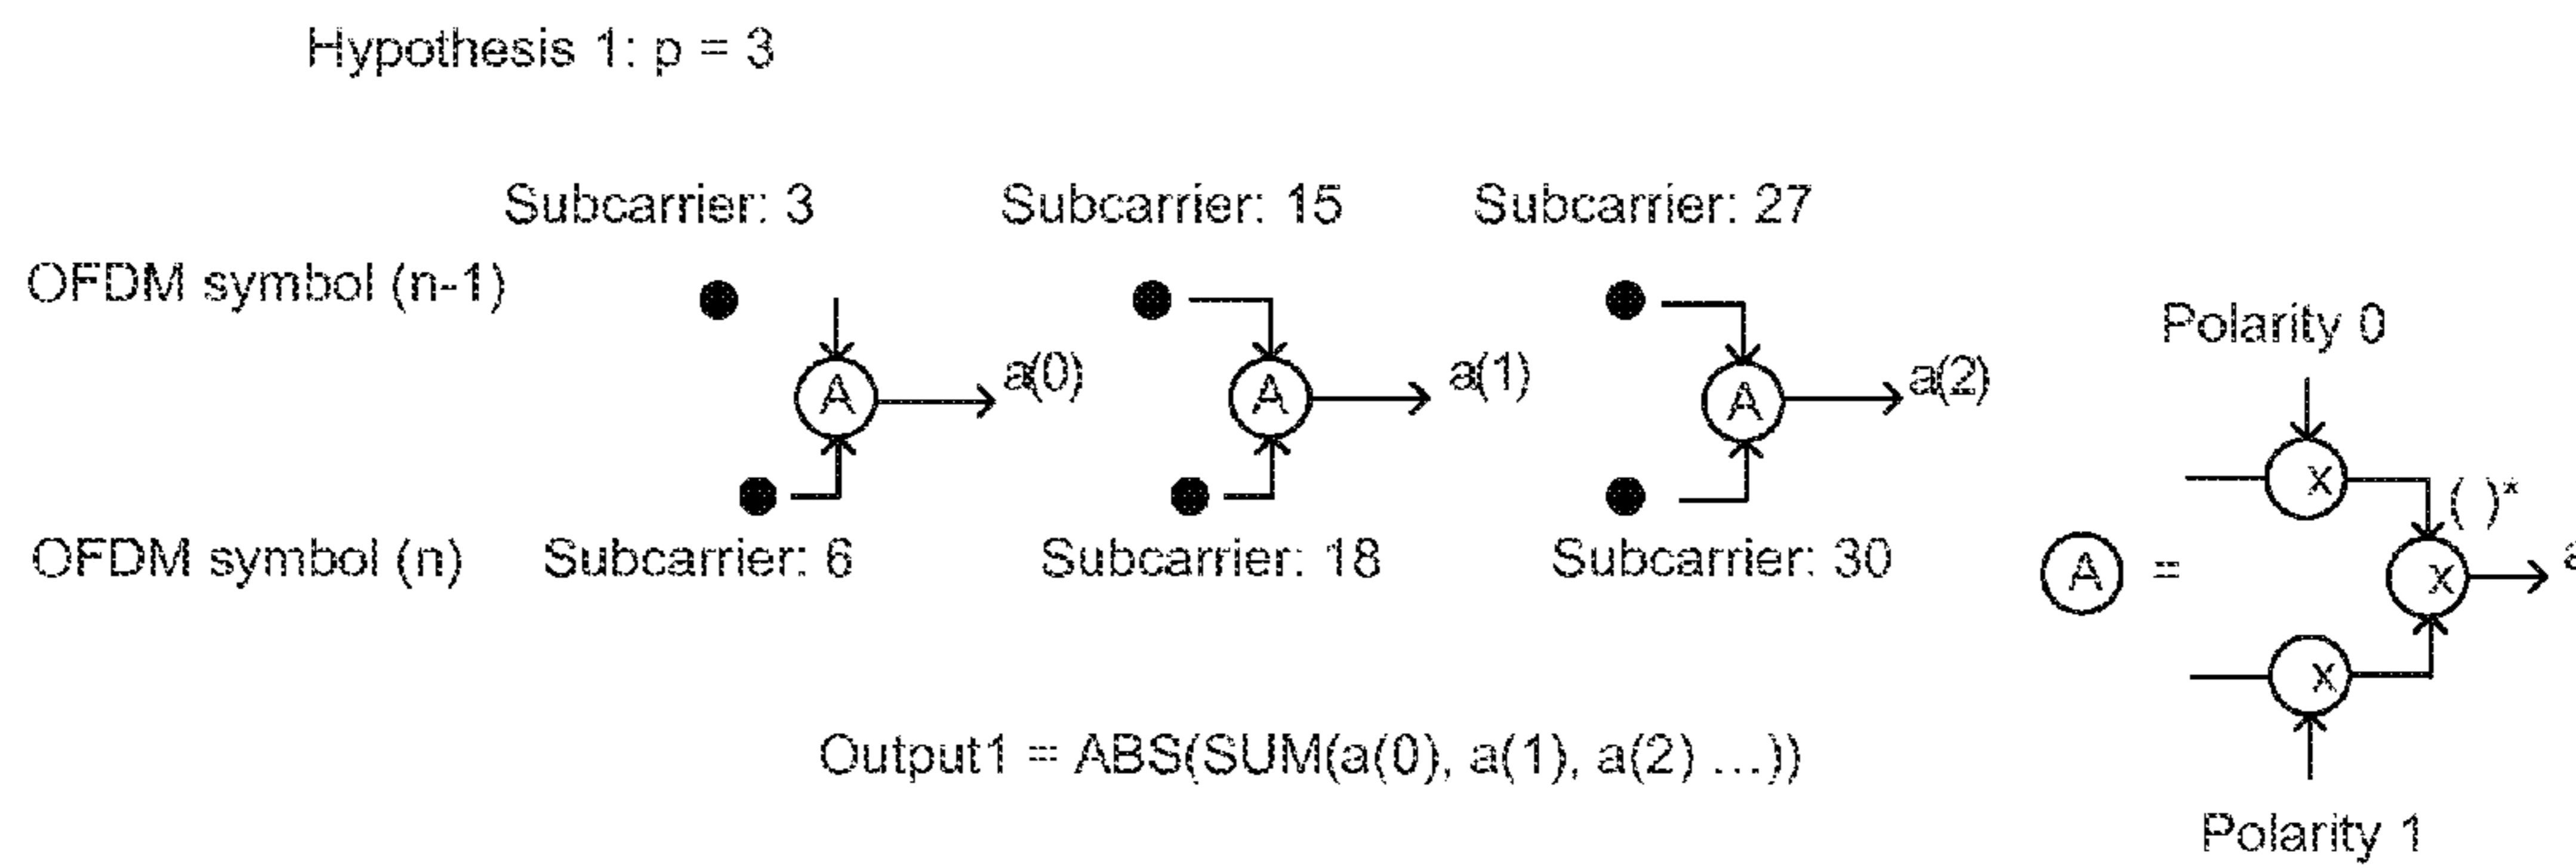 Hypothesis 1: p = 3
Subcarrier: 3
Subcarrier: 15
Subcarrier: 27
OFDM symbol (n-1)
Polarity 0
A
a(0)
A
a(1)
A
a(2)
x
( )*
OFDM symbol (n)
Subcarrier: 6
Subcarrier: 18
Subcarrier: 30
A =
x
a
x
Output1 = ABS(SUM(a(0), a(1), a(2) ...))
Polarity 1